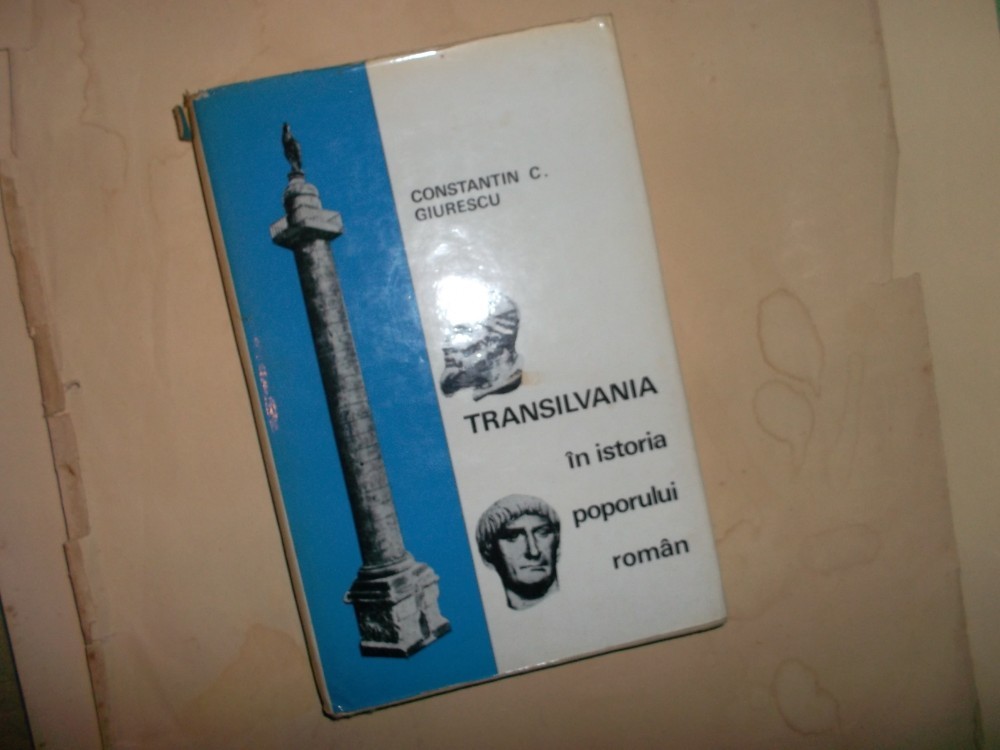 CONSTANTIN C.
GIURESCU
TRANSILVANIA
în istoria
poporului
român